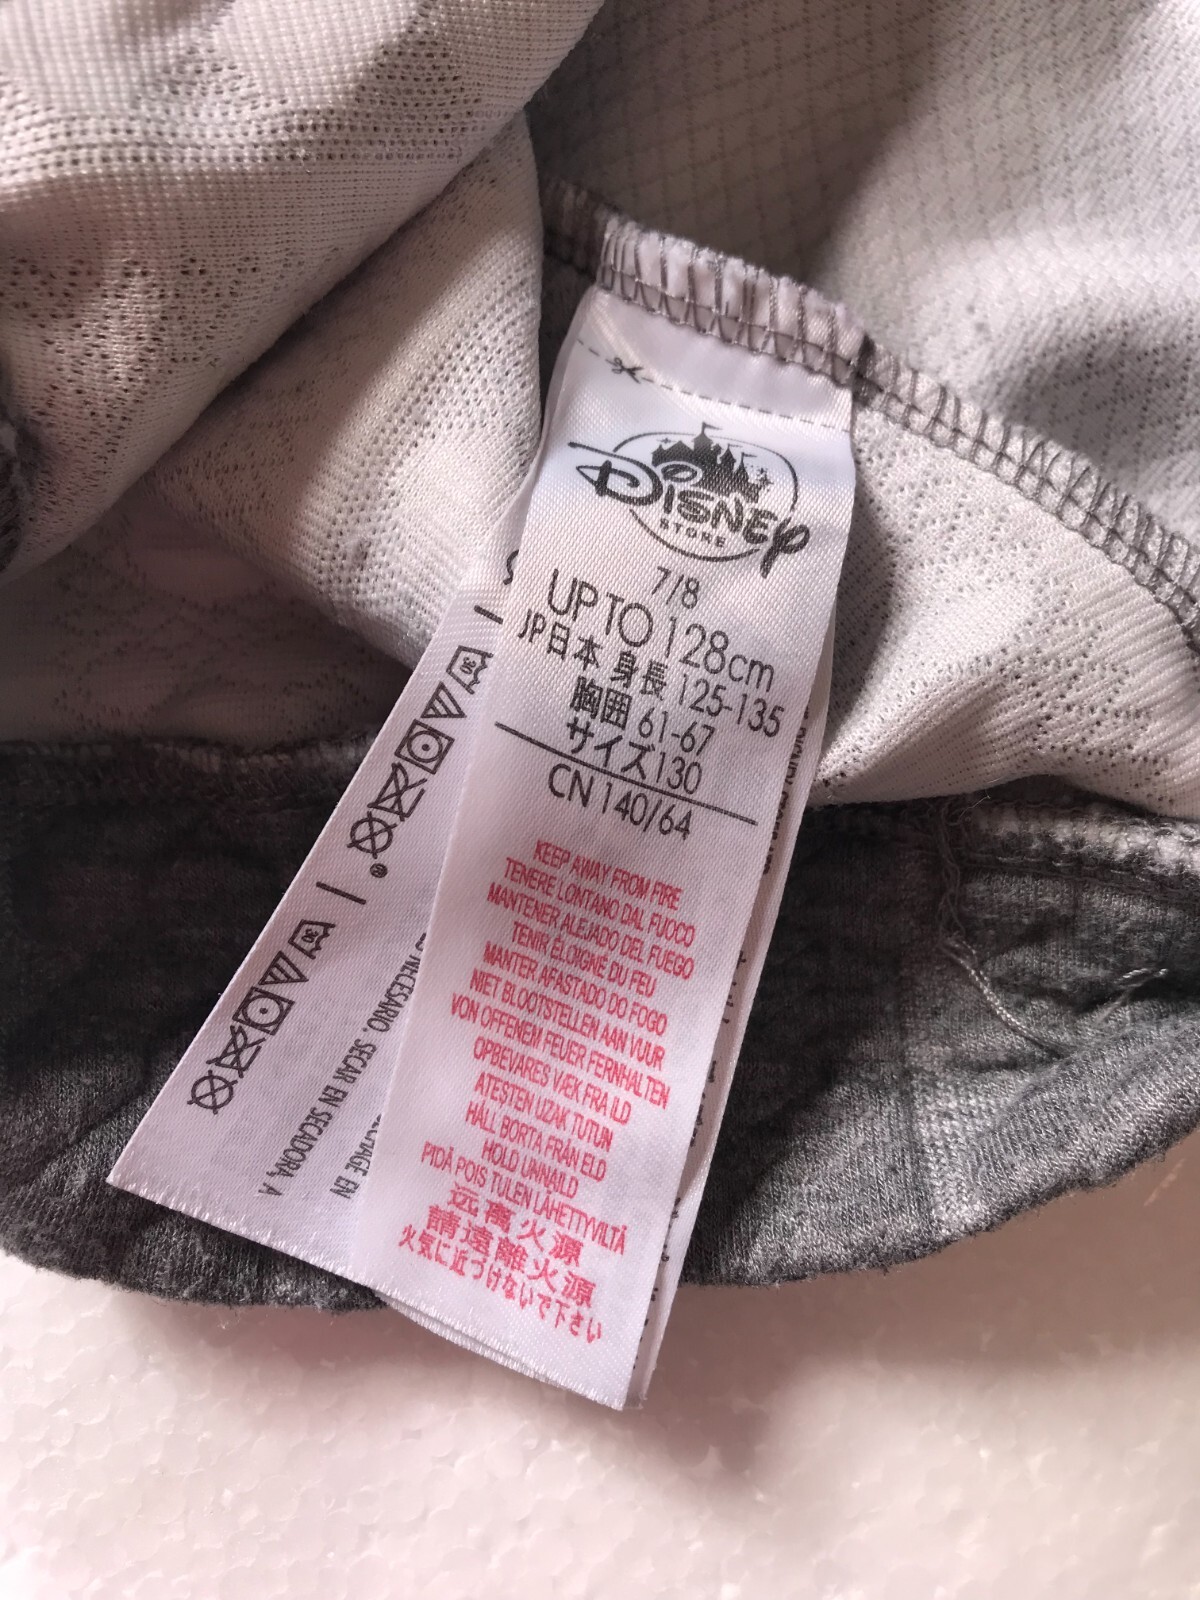 Disney
STORE
7/8
UP TO 128cm
JP日本 身長 125-135
胸囲 61-67
サイズ130
CN 140/64
KEEP AWAY FROM FIRE
TENERE LONTANO DAL FUOCO
MANTENER ALEJADO DEL FUEGO
TENIR ÉLOIGNÉ DU FEU
MANTER AFASTADO DO FOGO
NIET BLOOTSTELLEN AAN VUUR
VON OFFENEM FEUER FERNHALTEN
OPBEVARES VÆK FRA ILD
ATESTEN UZAK TUTUN
HÅLL BORTA FRÅN ELD
HOLD UNNAILD
PIDÄ POIS TULEN LÄHETTYVILTÄ
远离火源
請遠離火源
火気に近づけないで下さい
30
30
NECESARIO. SECAR EN SECADORA, A
EN